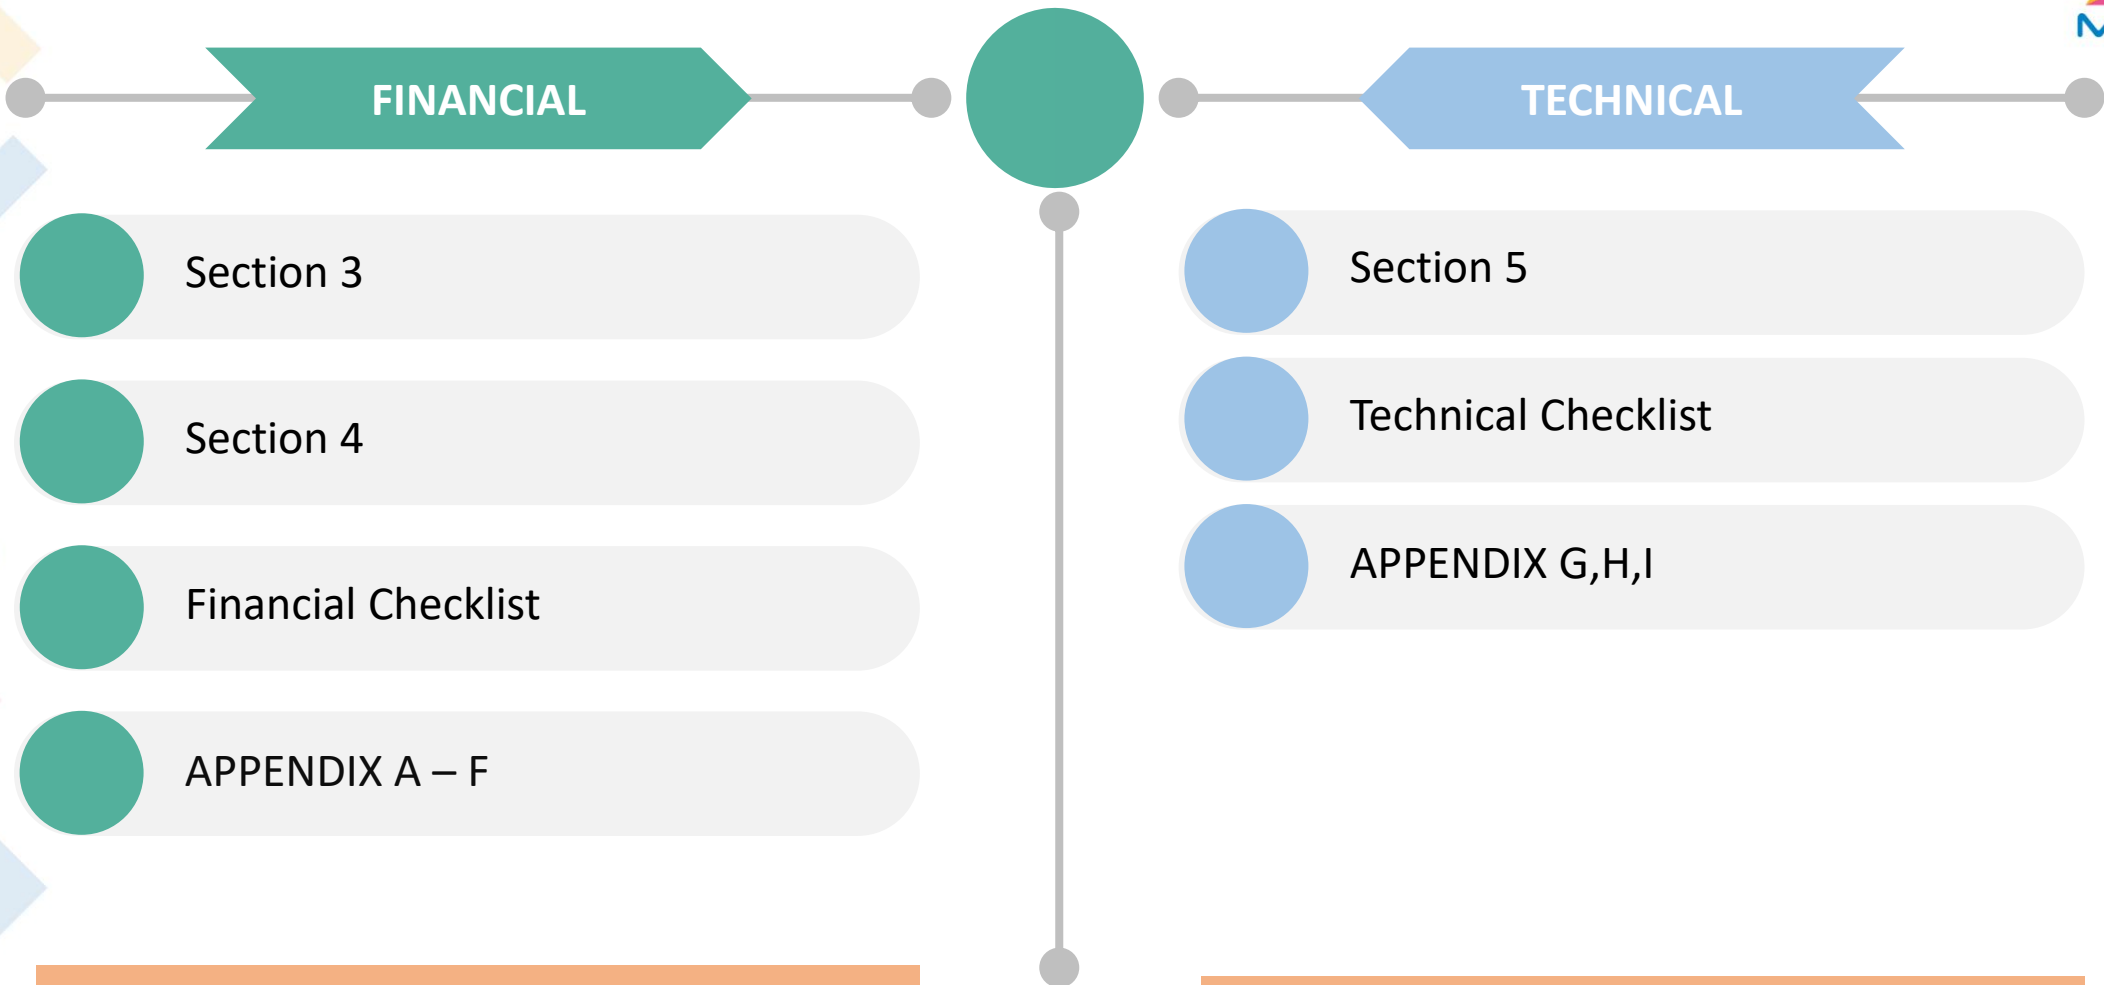 FINANCIAL
Section 3
Section 4
Financial Checklist
APPENDIX A – F
TECHNICAL
Section 5
Technical Checklist
APPENDIX G,H,I